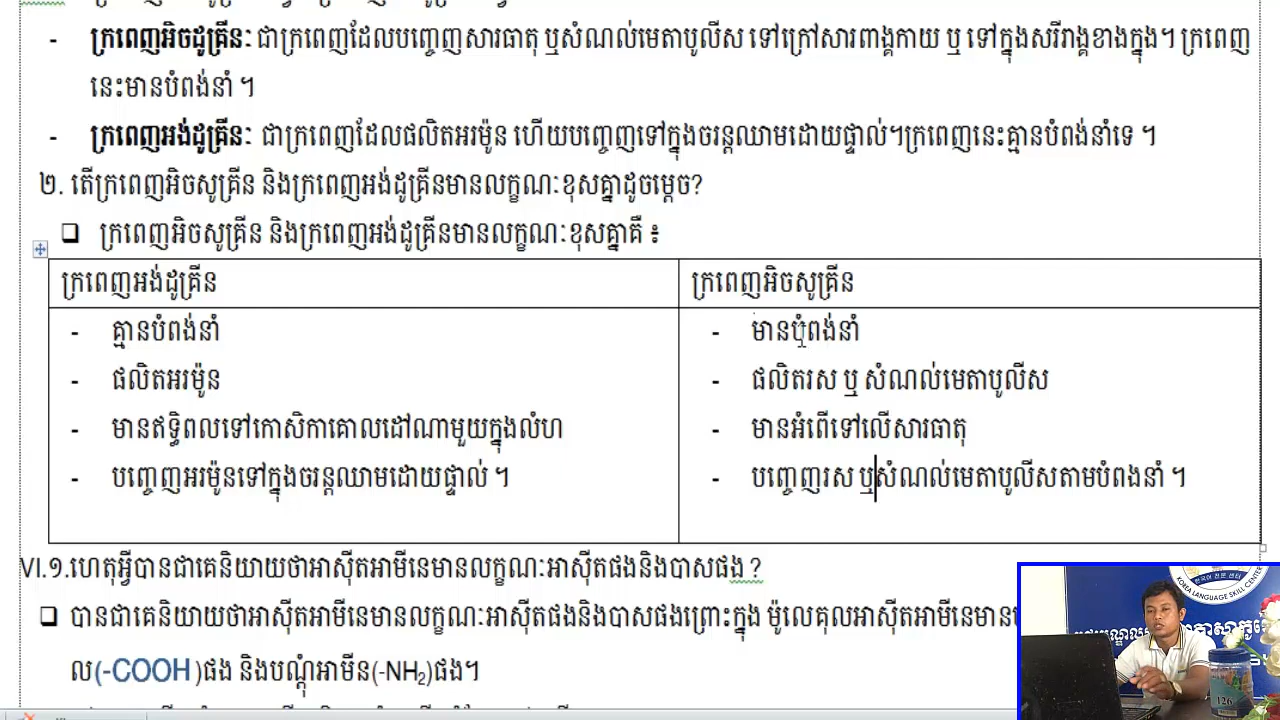 - ក្រពេញអិចដូគ្រីនៈ ជាក្រពេញដែលបញ្ចេញសារធាតុ ឬសំណល់មេតាបូលីស ទៅក្រៅសារពាង្គកាយ ឬ ទៅក្នុងសរីរាង្គខាងក្នុង។ ក្រពេញ
នេះមានបំពង់នាំ ។
- ក្រពេញអង់ដូគ្រីនៈ ជាក្រពេញដែលផលិតអរម៉ូន ហើយបញ្ចេញទៅក្នុងចរន្តឈាមដោយផ្ទាល់។ក្រពេញនេះគ្មានបំពង់នាំទេ ។
២. តើក្រពេញអិចសូគ្រីន និងក្រពេញអង់ដូគ្រីនមានលក្ខណៈខុសគ្នាដូចម្តេច?
❑ ក្រពេញអិចសូគ្រីន និងក្រពេញអង់ដូគ្រីនមានលក្ខណៈខុសគ្នាគឺ ៖
ក្រពេញអង់ដូគ្រីន
- គ្មានបំពង់នាំ
- ផលិតអរម៉ូន
- មានឥទ្ធិពលទៅកោសិកាគោលដៅណាមួយក្នុងលំហ
- បញ្ចេញអរម៉ូនទៅក្នុងចរន្តឈាមដោយផ្ទាល់ ។
ក្រពេញអិចសូគ្រីន
- មានបំពង់នាំ
- ផលិតរស ឬ សំណល់មេតាបូលីស
- មានអំពើទៅលើសារធាតុ
- បញ្ចេញរស ឬសំណល់មេតាបូលីសតាមបំពងនាំ ។
VI.១.ហេតុអ្វីបានជាគេនិយាយថាអាស៊ីតអាមីនេមានលក្ខណៈអាស៊ីតផងនិងបាសផង ?
❑ បានជាគេនិយាយថាអាស៊ីតអាមីនេមានលក្ខណៈអាស៊ីតផងនិងបាសផងព្រោះក្នុង ម៉ូលេគុលអាស៊ីតអាមីនេមាន
ល(-COOH)ផង និងបណ្តុំអាមីន(-NH₂)ផង។
한국어 전문 센터
KOREA LANGUAGE SKILL CENTER
126